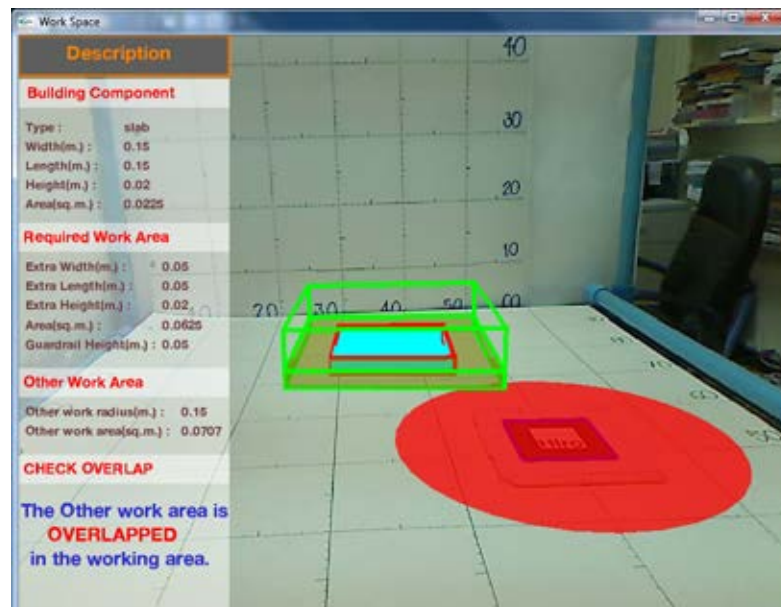 Work Space
Description
Building Component
Type : slab
Width(m.) : 0.15
Length(m.) : 0.15
Height(m.) : 0.02
Area(sq.m.) : 0.0225
Required Work Area
Extra Width(m.) : 0.05
Extra Length(m.) : 0.05
Extra Height(m.) : 0.02
Area(sq.m.) : 0.0625
Guardrail Height(m.) : 0.05
Other Work Area
Other work radius(m.) : 0.15
Other work area(sq.m.) : 0.0707
CHECK OVERLAP
The Other work area is
OVERLAPPED
in the working area.
40
30
20
10
20 30 40 50 60
70
60
50
Hiro